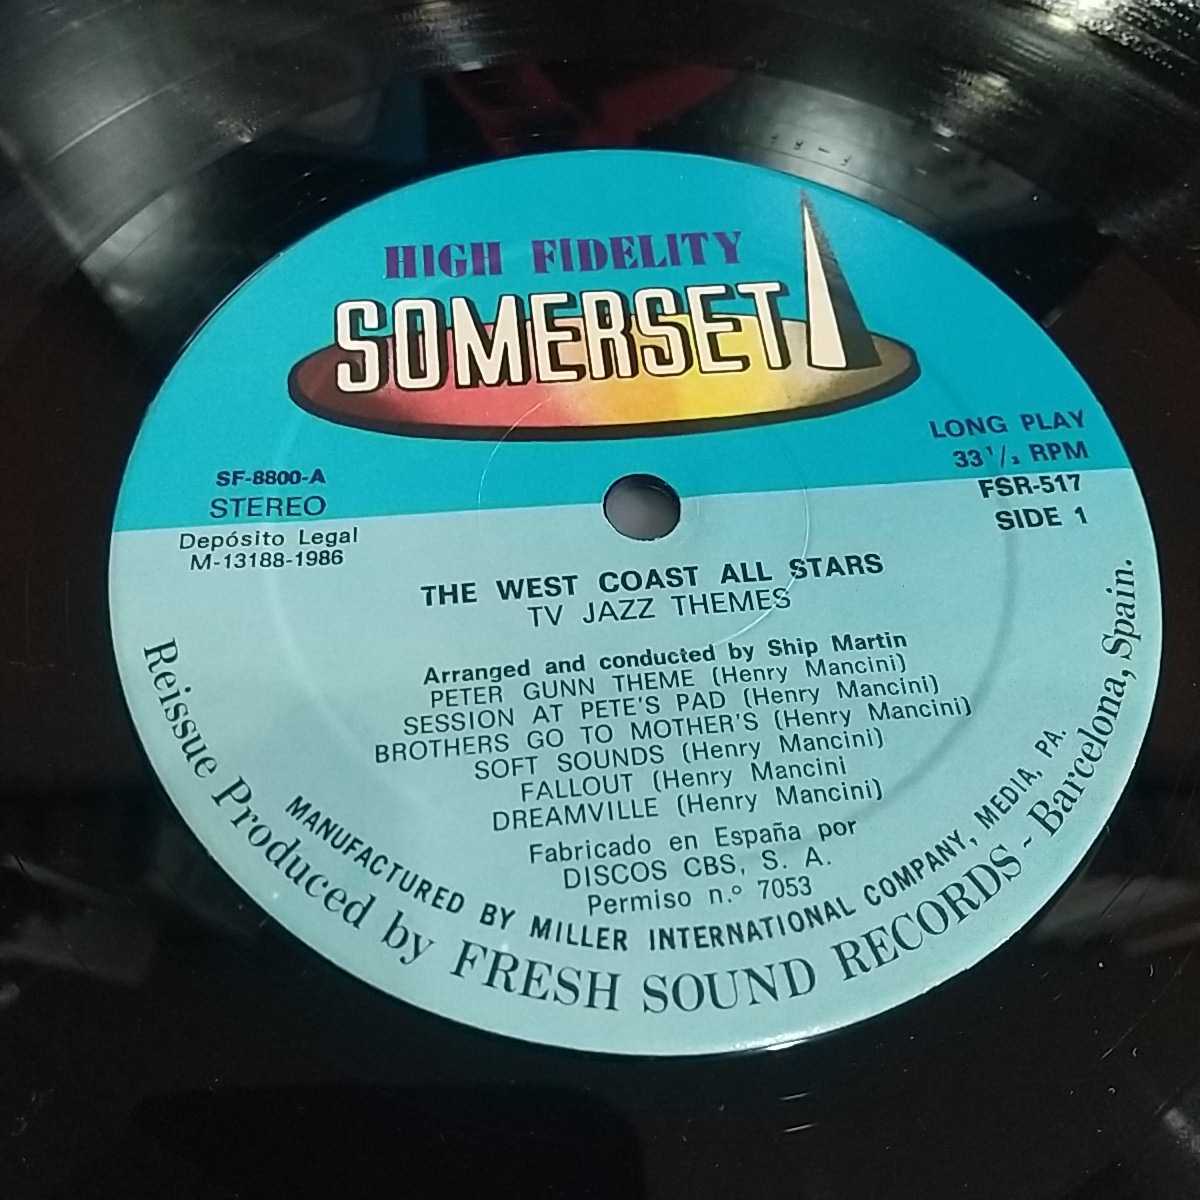 HIGH FIDELITY
SOMERSET
SF-8800-A
STEREO
Depósito Legal
M-13188-1986
LONG PLAY
33 1/3 RPM
FSR-517
SIDE 1
THE WEST COAST ALL STARS
TV JAZZ THEMES
Arranged and conducted by Ship Martin
PETER GUNN THEME (Henry Mancini)
SESSION AT PETE'S PAD (Henry Mancini)
BROTHERS GO TO MOTHER'S (Henry Mancini)
SOFT SOUNDS (Henry Mancini)
FALLOUT (Henry Mancini
DREAMVILLE (Henry Mancini)
Fabricado en España por
DISCOS CBS, S. A.
Permiso n.º 7053
MANUFACTURED BY MILLER INTERNATIONAL COMPANY, MEDIA, PA.
Reissue Produced by FRESH SOUND RECORDS - Barcelona, Spain.